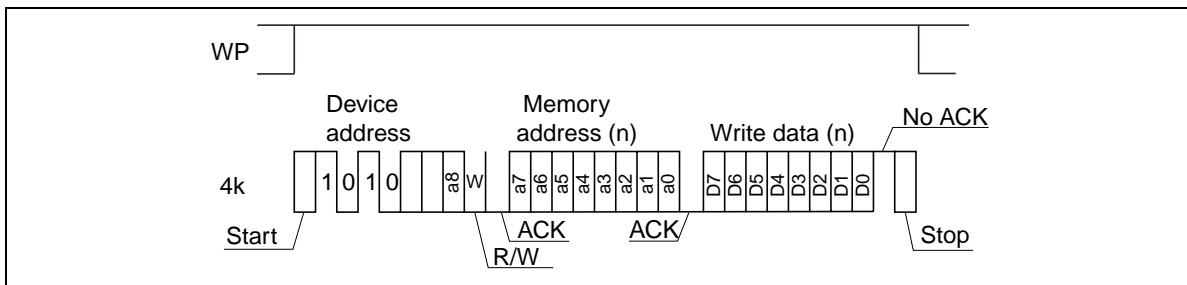 WP
Device address
Memory address (n)
Write data (n)
No ACK
4k
1 0 1 0 a8 W a7 a6 a5 a4 a3 a2 a1 a0 D7 D6 D5 D4 D3 D2 D1 D0
Start
ACK
ACK
Stop
R/W